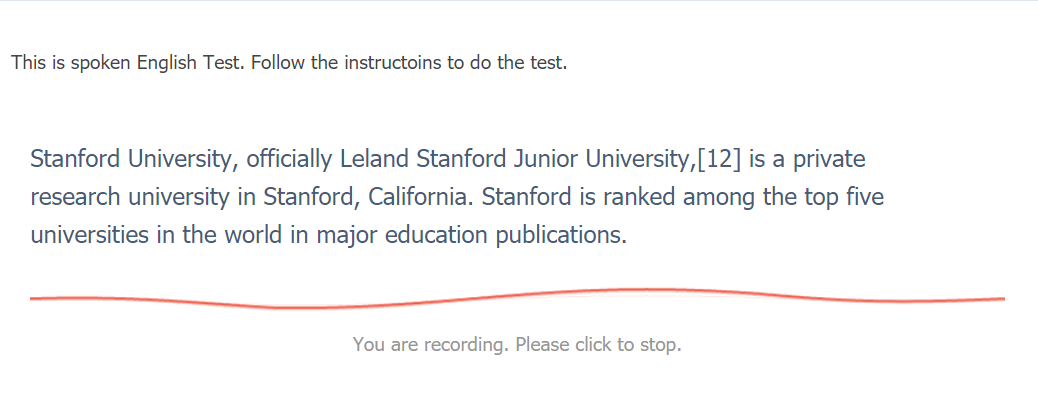 This is spoken English Test. Follow the instructoins to do the test.
Stanford University, officially Leland Stanford Junior University,[12] is a private
research university in Stanford, California. Stanford is ranked among the top five
universities in the world in major education publications.
You are recording. Please click to stop.